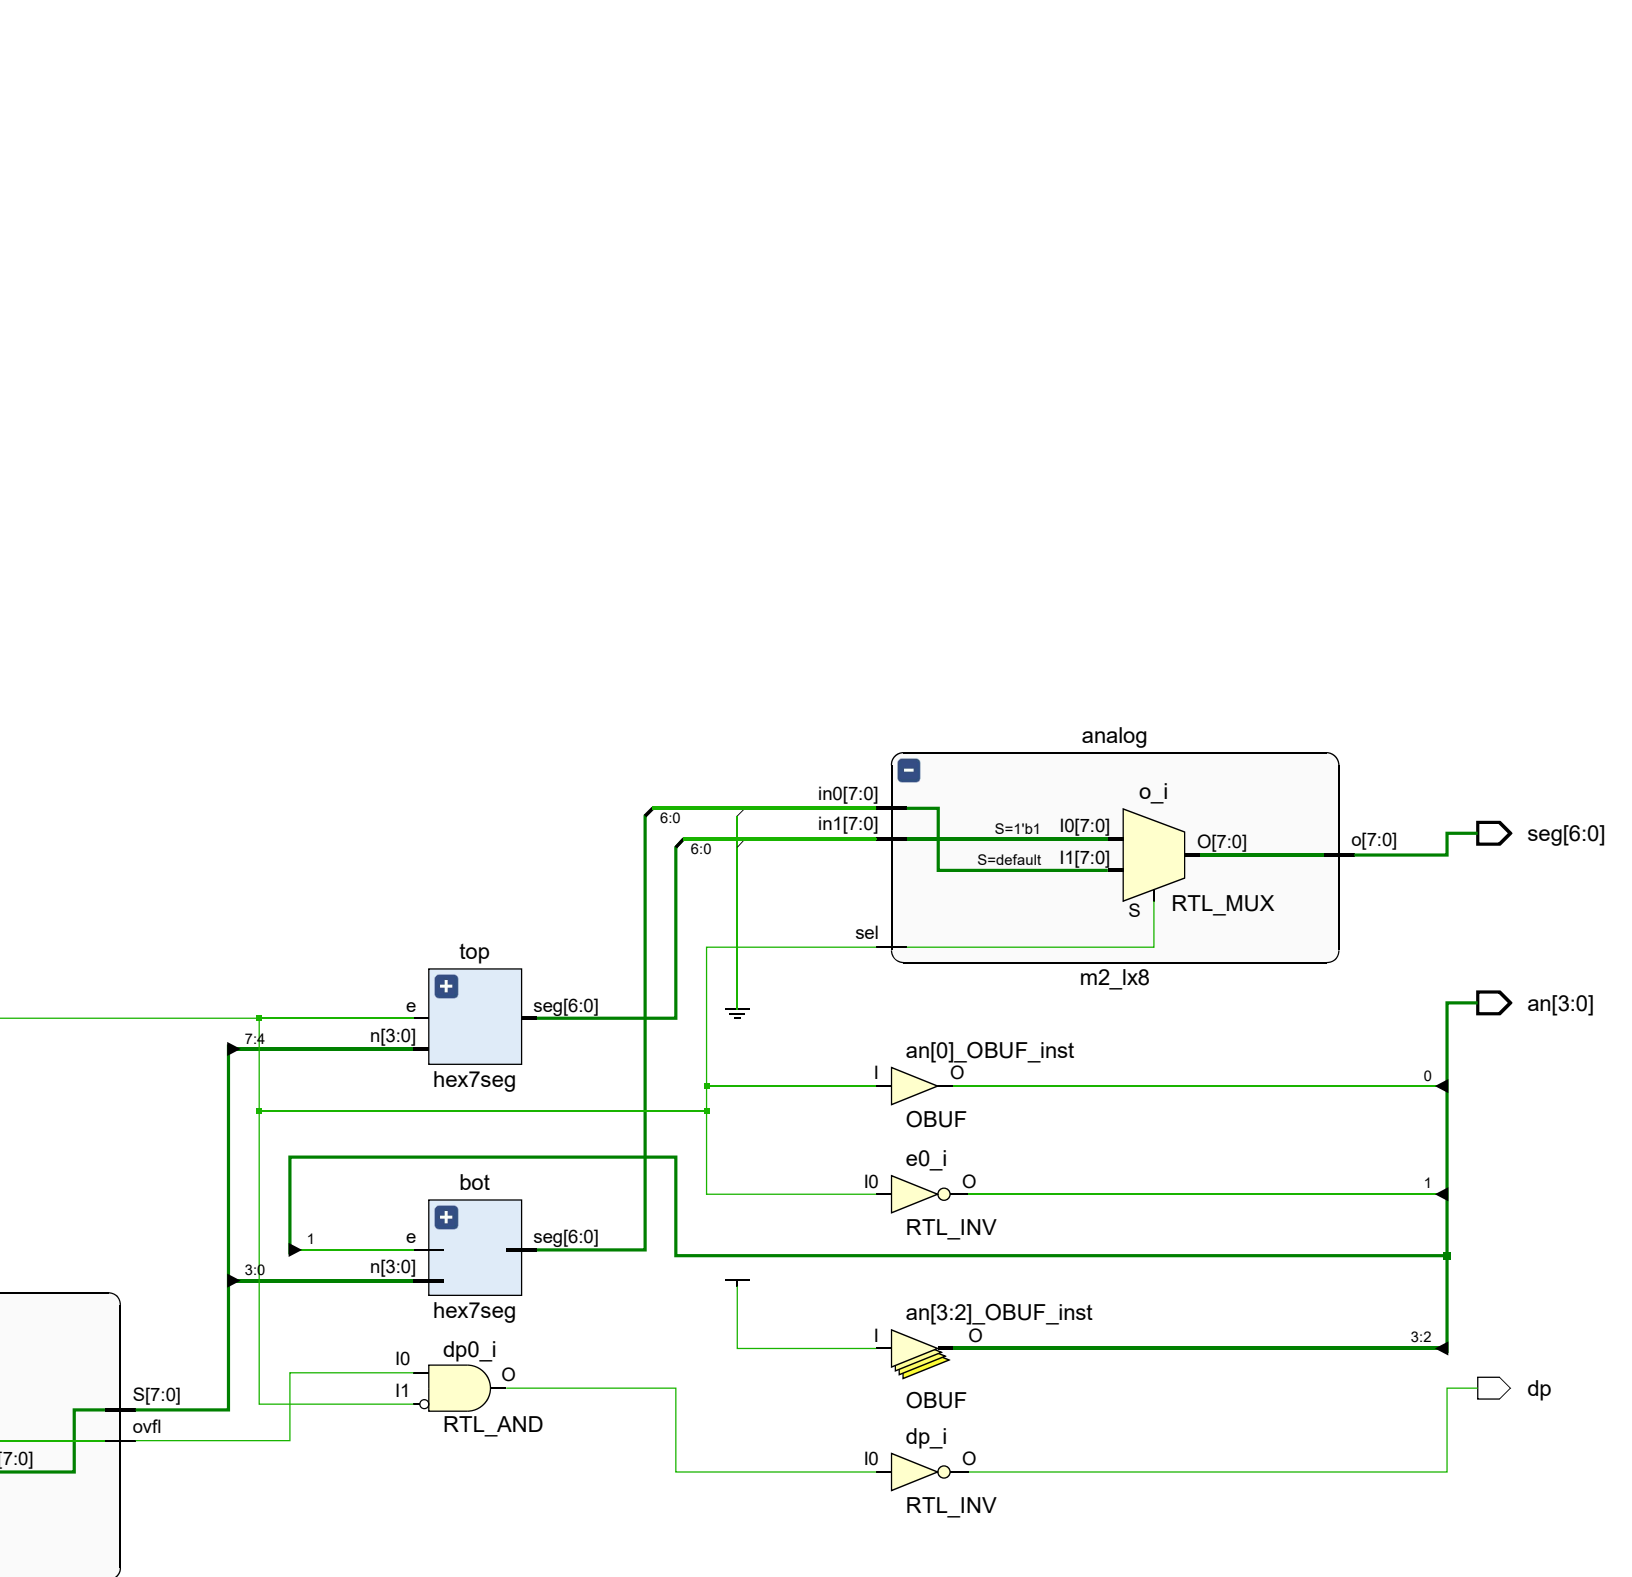 analog
in0[7:0]
o_i
6:0
in1[7:0]
S=1'b1
I0[7:0]
6:0
S=default
I1[7:0]
O[7:0]
o[7:0]
seg[6:0]
S
RTL_MUX
sel
m2_lx8
top
e
seg[6:0]
7:4
n[3:0]
hex7seg
an[3:0]
an[0]_OBUF_inst
I
O
0
OBUF
e0_i
I0
O
1
RTL_INV
bot
1
e
seg[6:0]
3:0
n[3:0]
hex7seg
an[3:2]_OBUF_inst
I
O
3:2
OBUF
dp0_i
I0
I1
O
RTL_AND
dp
S[7:0]
ovfl
[7:0]
dp_i
I0
O
RTL_INV